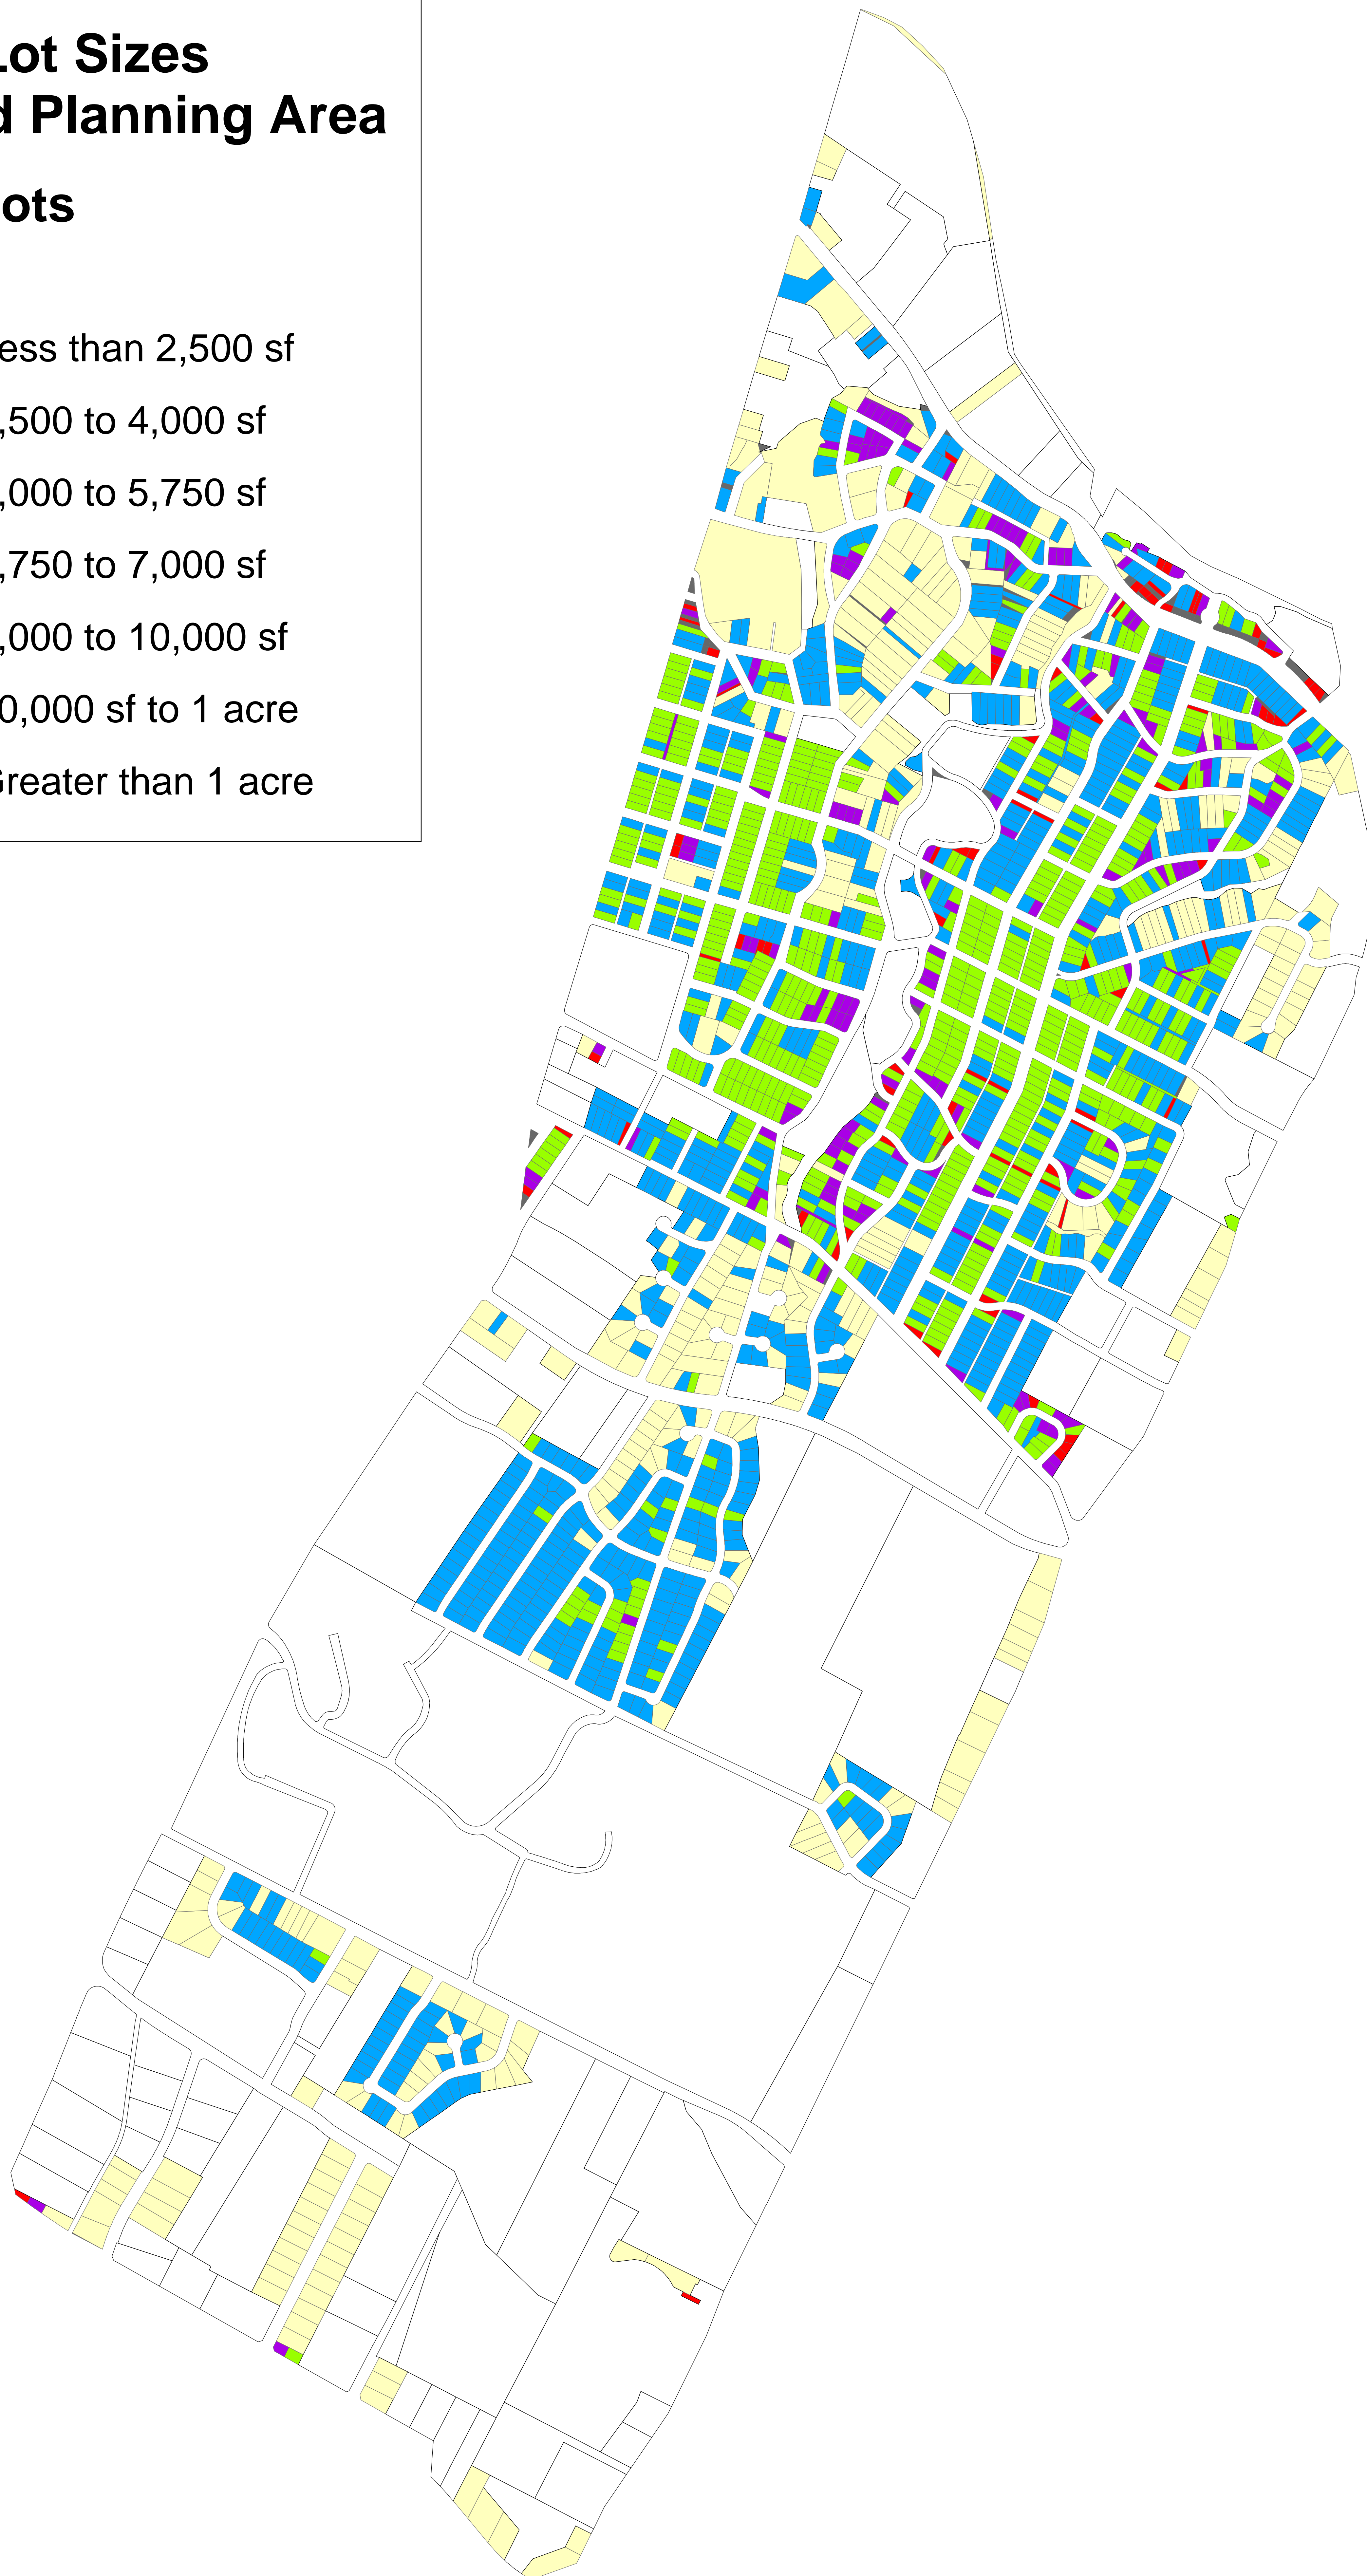 Lot Sizes
d Planning Area
ots
ess than 2,500 sf
,500 to 4,000 sf
,000 to 5,750 sf
,750 to 7,000 sf
,000 to 10,000 sf
0,000 sf to 1 acre
Greater than 1 acre